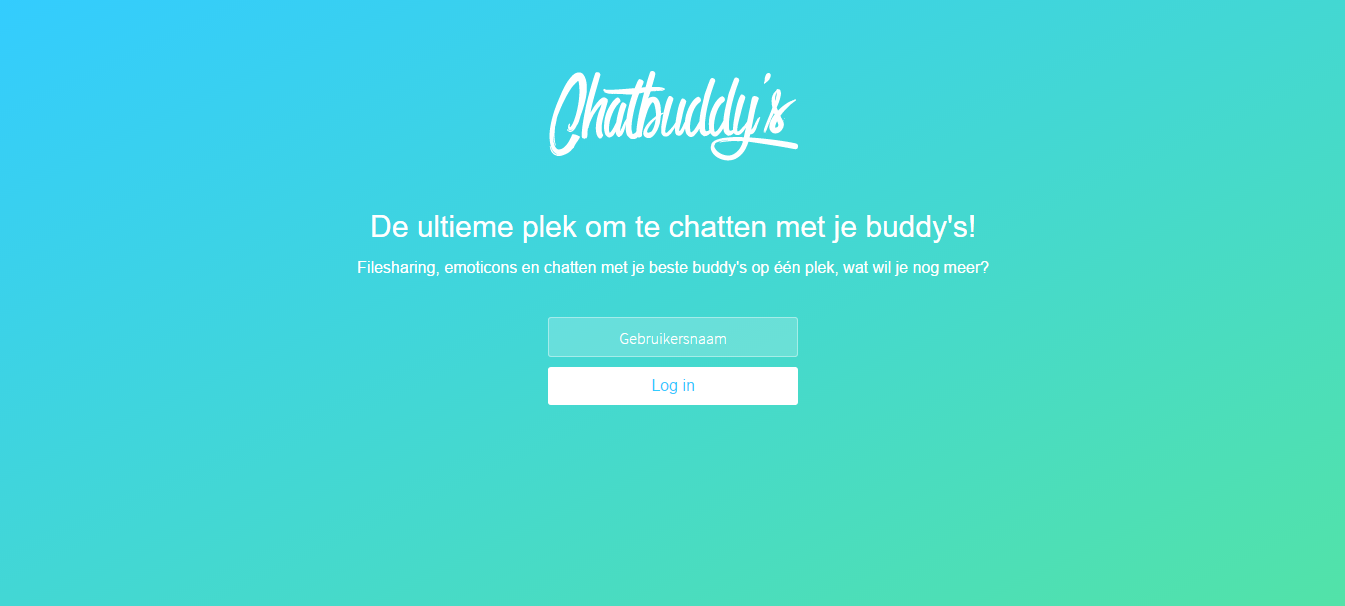 Chatbuddy's
De ultieme plek om te chatten met je buddy's!
Filesharing, emoticons en chatten met je beste buddy's op één plek, wat wil je nog meer?
Gebruikersnaam
Log in